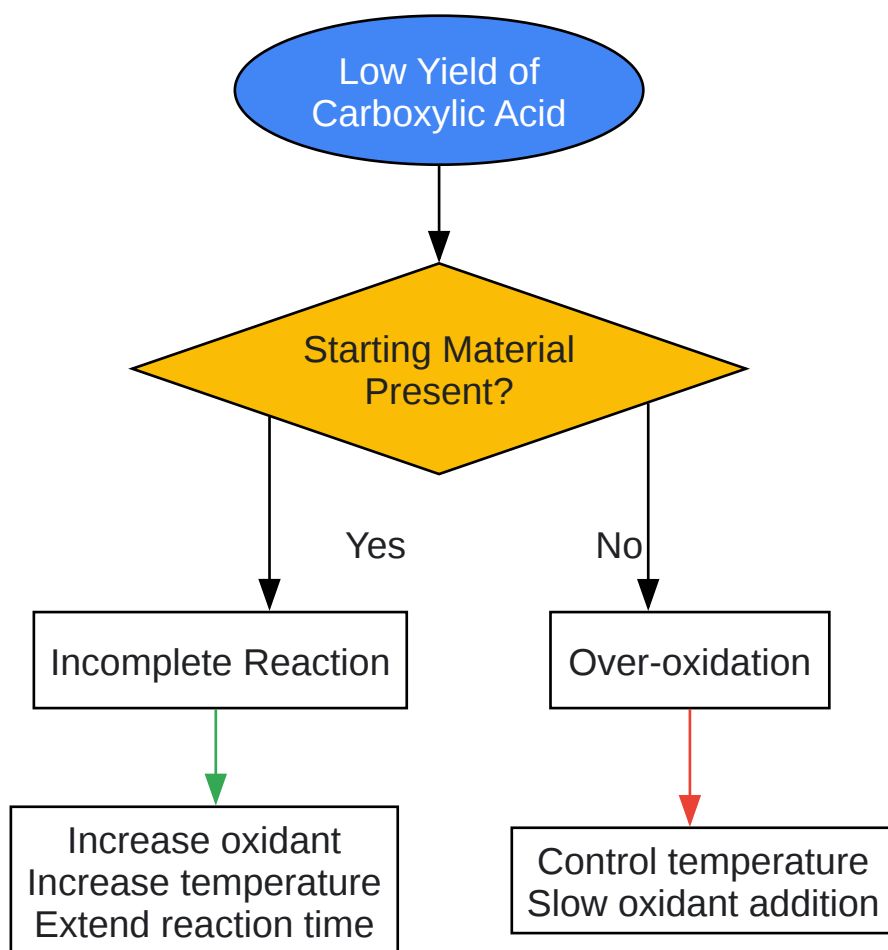 Low Yield of
Carboxylic Acid
Starting Material
Present?
Yes
No
Incomplete Reaction
Over-oxidation
Increase oxidant
Increase temperature
Extend reaction time
Control temperature
Slow oxidant addition